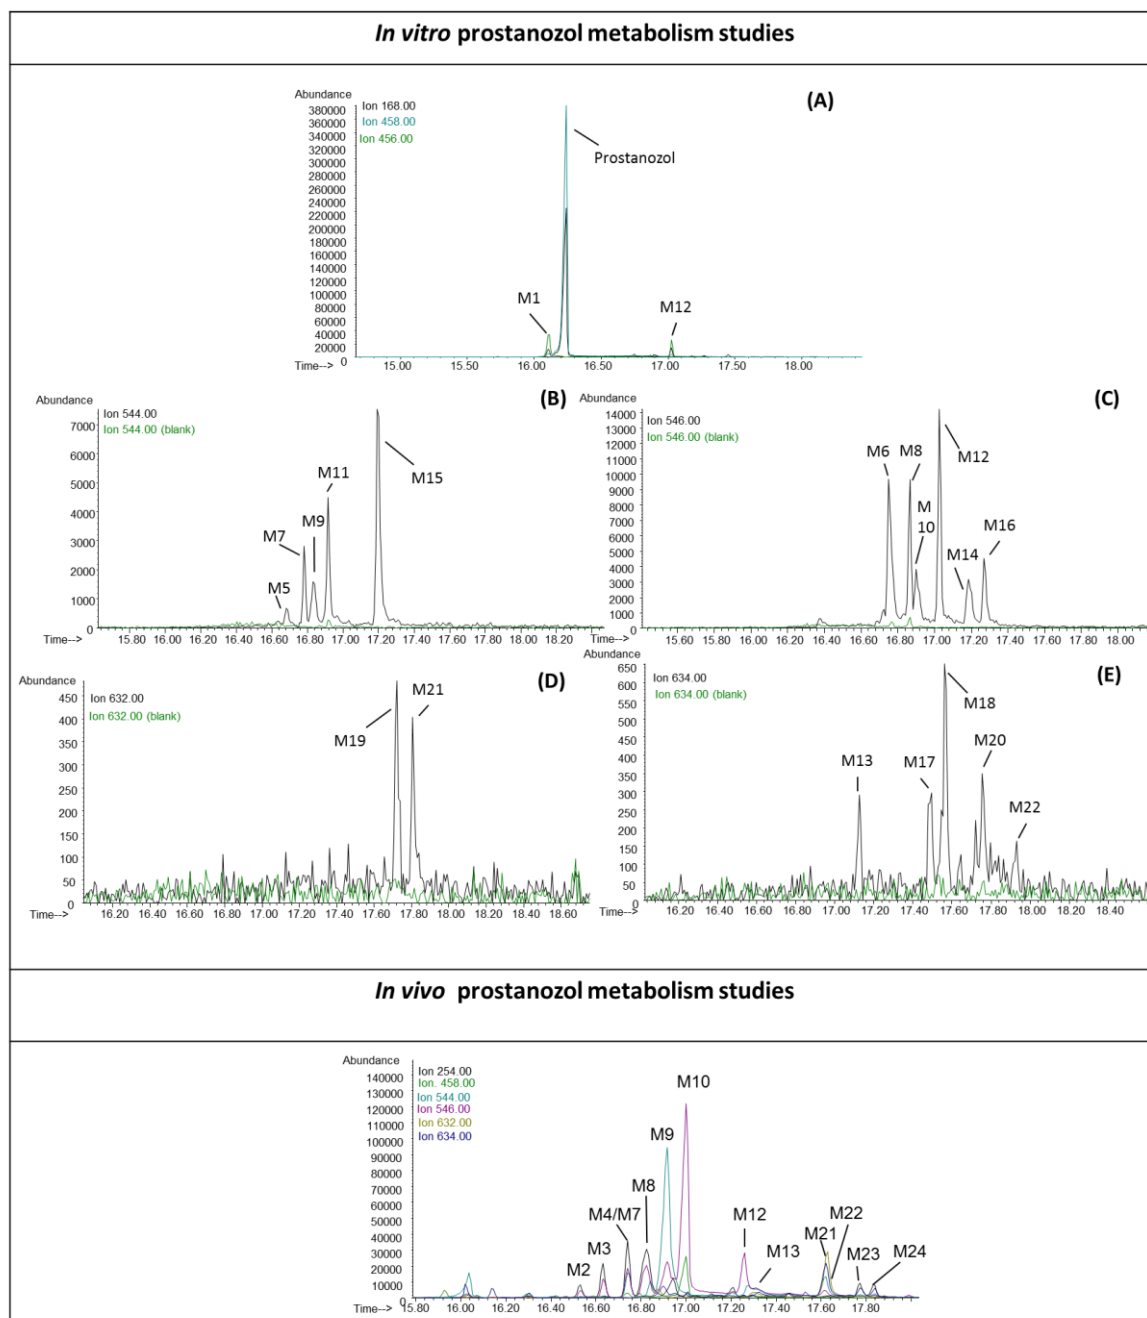 In vitro prostanozol metabolism studies
(A)
Abundance
Ion 168.00
Ion 458.00
Ion 456.00
380000
360000
340000
320000
300000
280000
260000
240000
220000
200000
180000
160000
140000
120000
100000
80000
60000
40000
20000
0
Prostanozol
M1
M12
Time-->
15.00 15.50 16.00 16.50 17.00 17.50 18.00
(B)
Abundance
Ion 544.00
Ion 544.00 (blank)
7000
6000
5000
4000
3000
2000
1000
0
M5
M7
M9
M11
M15
Time-->
15.80 16.00 16.20 16.40 16.60 16.80 17.00 17.20 17.40 17.60 17.80 18.00 18.20
(C)
Abundance
Ion 546.00
Ion 546.00 (blank)
14000
13000
12000
11000
10000
9000
8000
7000
6000
5000
4000
3000
2000
1000
0
M6
M8
M
10
M12
M14
M16
Time-->
15.60 15.80 16.00 16.20 16.40 16.60 16.80 17.00 17.20 17.40 17.60 17.80 18.00
(D)
Abundance
Ion 632.00
Ion 632.00 (blank)
450
400
350
300
250
200
150
100
50
0
M19
M21
Time-->
16.20 16.40 16.60 16.80 17.00 17.20 17.40 17.60 17.80 18.00 18.20 18.40 18.60
(E)
Abundance
Ion 634.00
Ion 634.00 (blank)
650
600
550
500
450
400
350
300
250
200
150
100
50
0
M13
M17
M18
M20
M22
Time-->
16.20 16.40 16.60 16.80 17.00 17.20 17.40 17.60 17.80 18.00 18.20 18.40
In vivo prostanozol metabolism studies
Abundance
Ion 254.00
Ion. 458.00
Ion 544.00
Ion 546.00
Ion 632.00
Ion 634.00
140000
130000
120000
110000
100000
90000
80000
70000
60000
50000
40000
30000
20000
10000
0
M2
M3
M4/M7
M8
M9
M10
M12
M13
M21
M22
M23
M24
Time-->
15.80 16.00 16.20 16.40 16.60 16.80 17.00 17.20 17.40 17.60 17.80